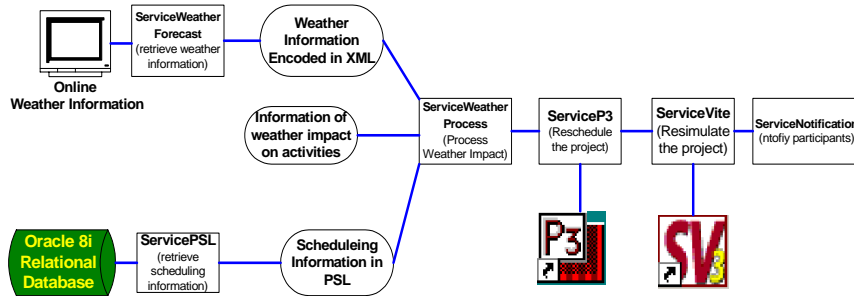 ServiceWeather
Forecast
(retrieve weather
information)
Weather
Information
Encoded in XML
Online
Weather Information
Information of
weather impact
on activities
ServiceWeather
Process
(Process
Weather Impact)
ServiceP3
(Reschedule
the project)
ServiceVite
(Resimulate
the project)
ServiceNotification
(ntofiy participants)
P3
SV3
Oracle 8i
Relational
Database
ServicePSL
(retrieve
scheduling
information)
Scheduleing
Information in
PSL